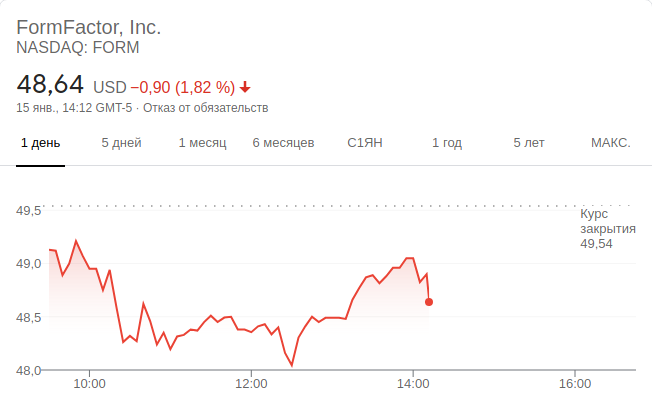 FormFactor, Inc.
NASDAQ: FORM
48,64 USD −0,90 (1,82 %)
15 янв., 14:12 GMT-5 · Отказ от обязательств
1 день 5 дней 1 месяц 6 месяцев С1ЯН 1 год 5 лет МАКС.
49,5
Курс
закрытия
49,54
49,0
48,5
48,0
10:00 12:00 14:00 16:00